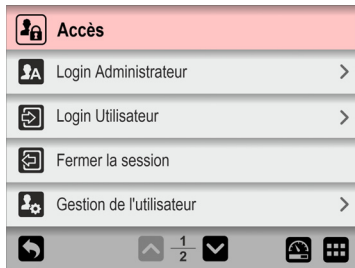 Accès
Login Administrateur
Login Utilisateur
Fermer la session
Gestion de l'utilisateur
1
2